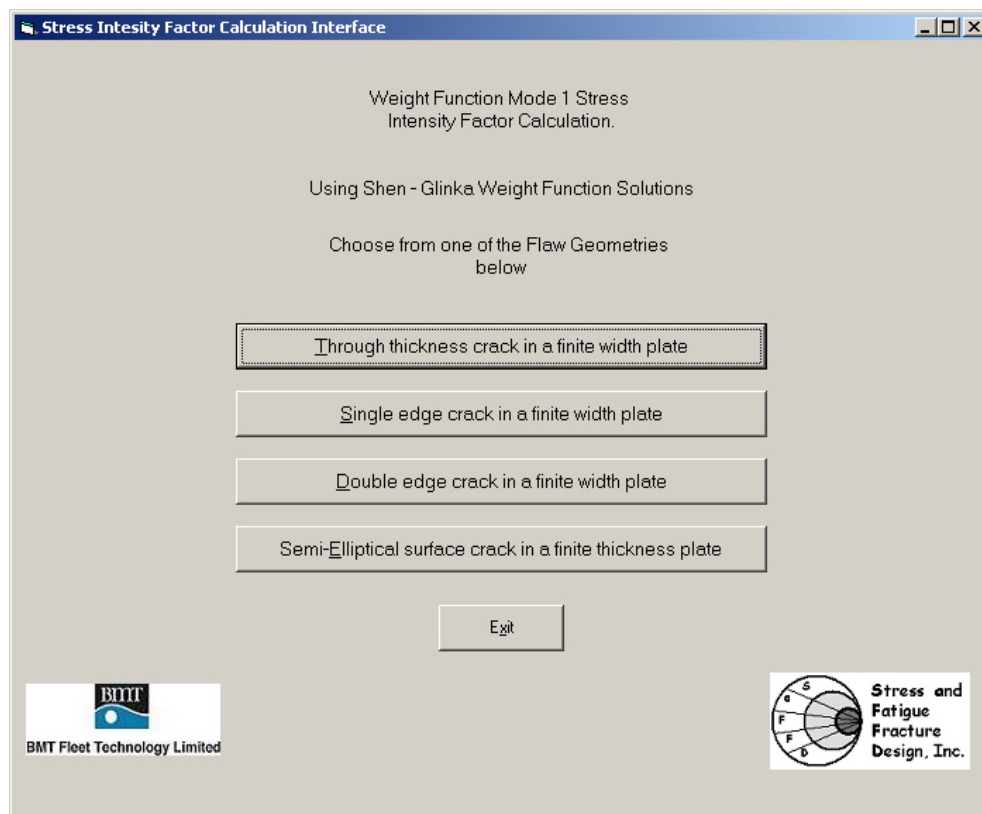 Stress Intesity Factor Calculation Interface
Weight Function Mode 1 Stress
Intensity Factor Calculation.
Using Shen - Glinka Weight Function Solutions
Choose from one of the Flaw Geometries
below
Through thickness crack in a finite width plate
Single edge crack in a finite width plate
Double edge crack in a finite width plate
Semi-Elliptical surface crack in a finite thickness plate
Exit
BMT
BMT Fleet Technology Limited
S
a
F
F
D
Stress and
Fatigue
Fracture
Design, Inc.